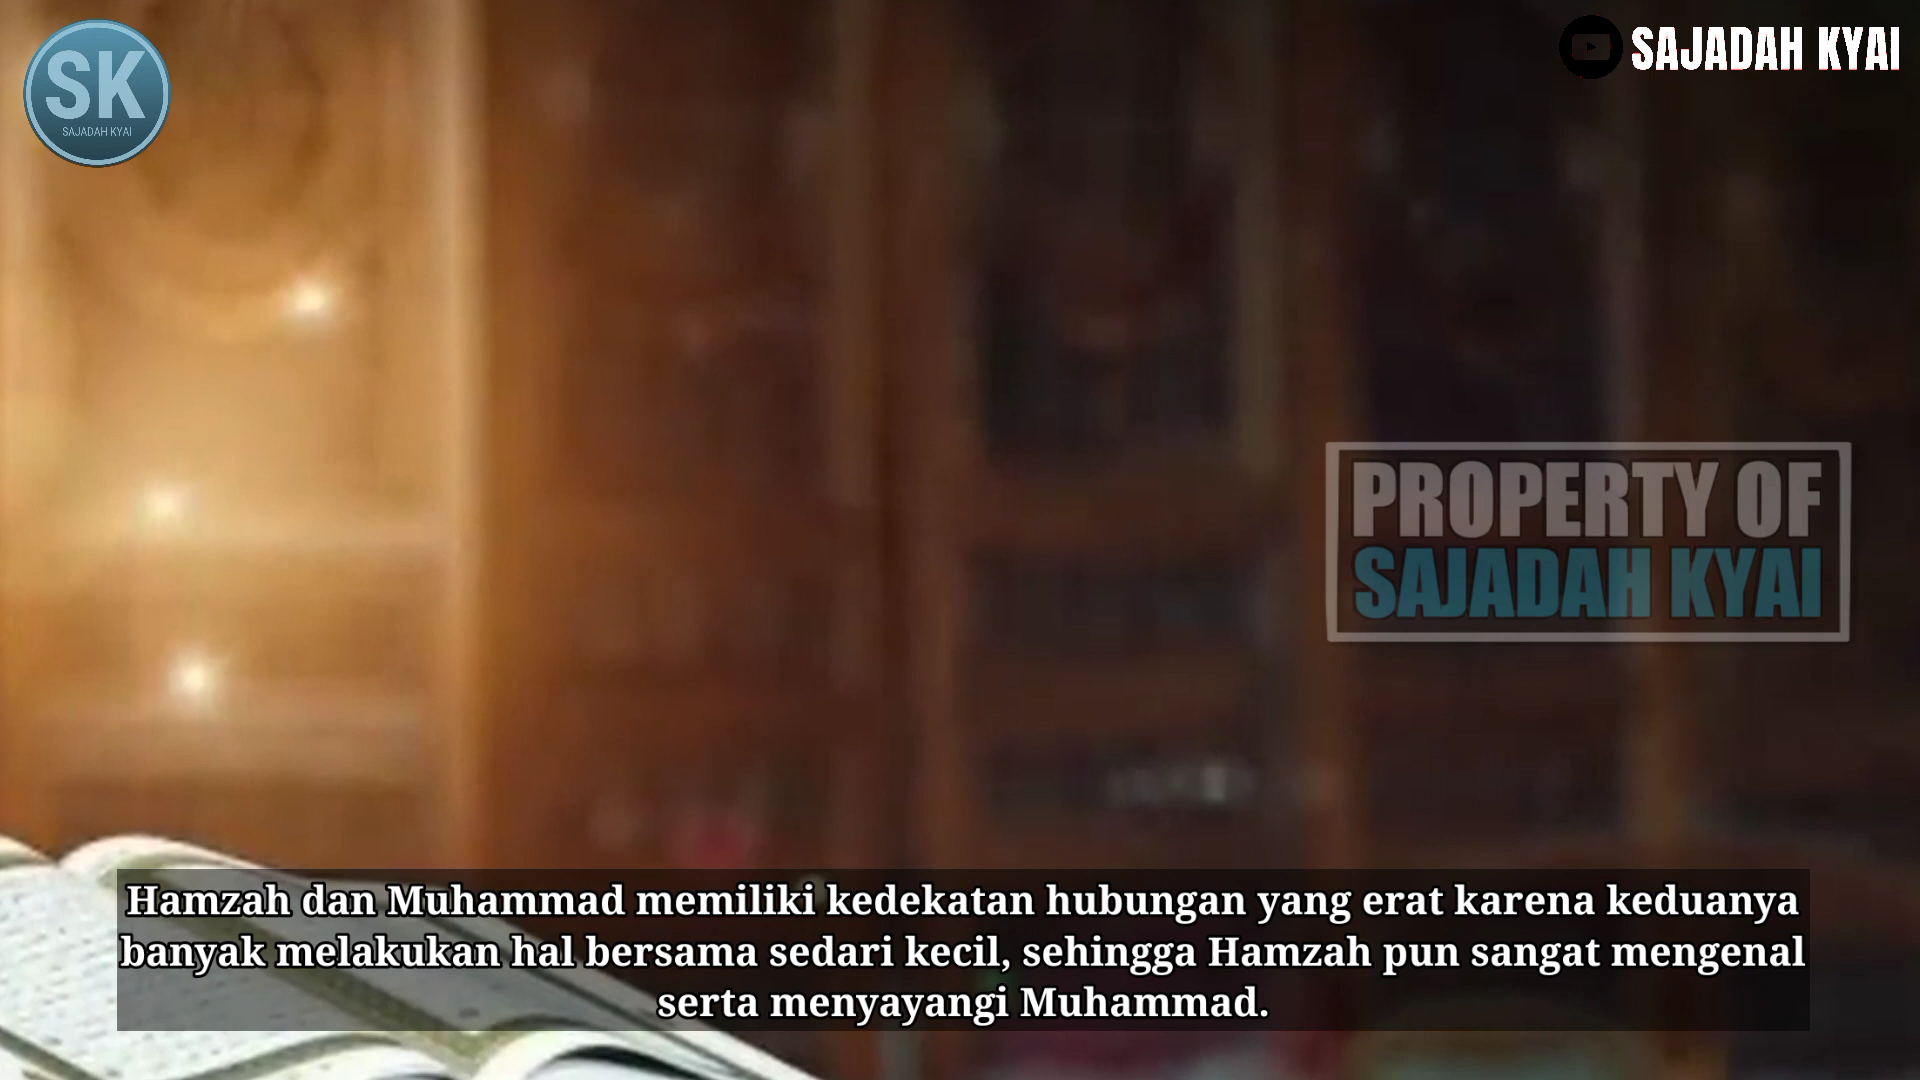 SK
SAJADAH KYAI
SAJADAH KYAI
PROPERTY OF
SAJADAH KYAI
Hamzah dan Muhammad memiliki kedekatan hubungan yang erat karena keduanya
banyak melakukan hal bersama sedari kecil, sehingga Hamzah pun sangat mengenal
serta menyayangi Muhammad.